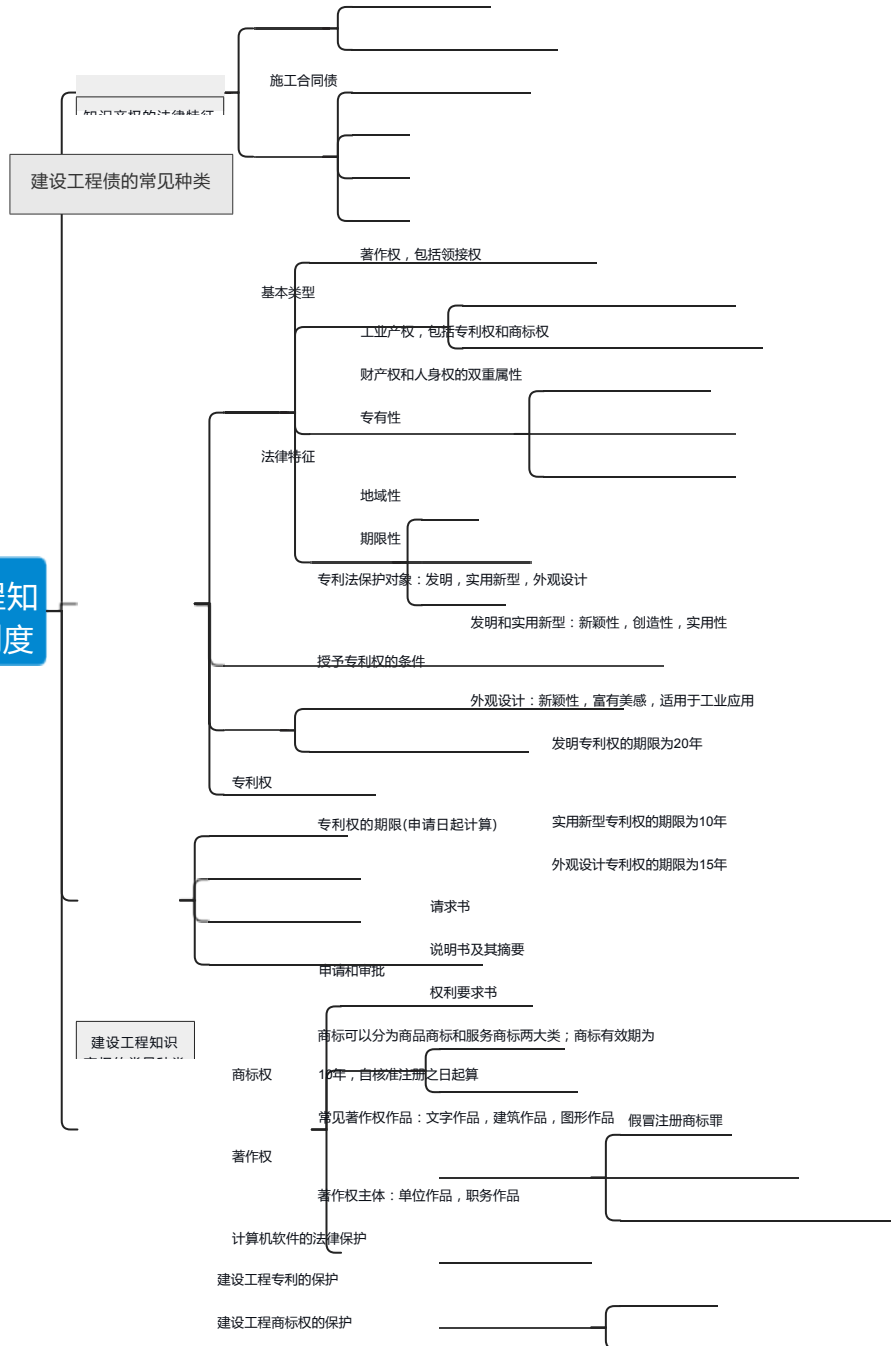 施工合同债
知识产权的法律特征
建设工程债的常见种类
著作权，包括领接权
基本类型
工业产权，包括专利权和商标权
财产权和人身权的双重属性
专有性
法律特征
地域性
期限性
程知
制度
专利法保护对象：发明，实用新型，外观设计
发明和实用新型：新颖性，创造性，实用性
授予专利权的条件
外观设计：新颖性，富有美感，适用于工业应用
发明专利权的期限为20年
专利权
专利权的期限(申请日起计算)
实用新型专利权的期限为10年
外观设计专利权的期限为15年
请求书
说明书及其摘要
申请和审批
权利要求书
建设工程知识
商标可以分为商品商标和服务商标两大类；商标有效期为
10年，自核准注册之日起算
商标权
常见著作权作品：文字作品，建筑作品，图形作品
假冒注册商标罪
著作权
著作权主体：单位作品，职务作品
计算机软件的法律保护
建设工程专利的保护
建设工程商标权的保护